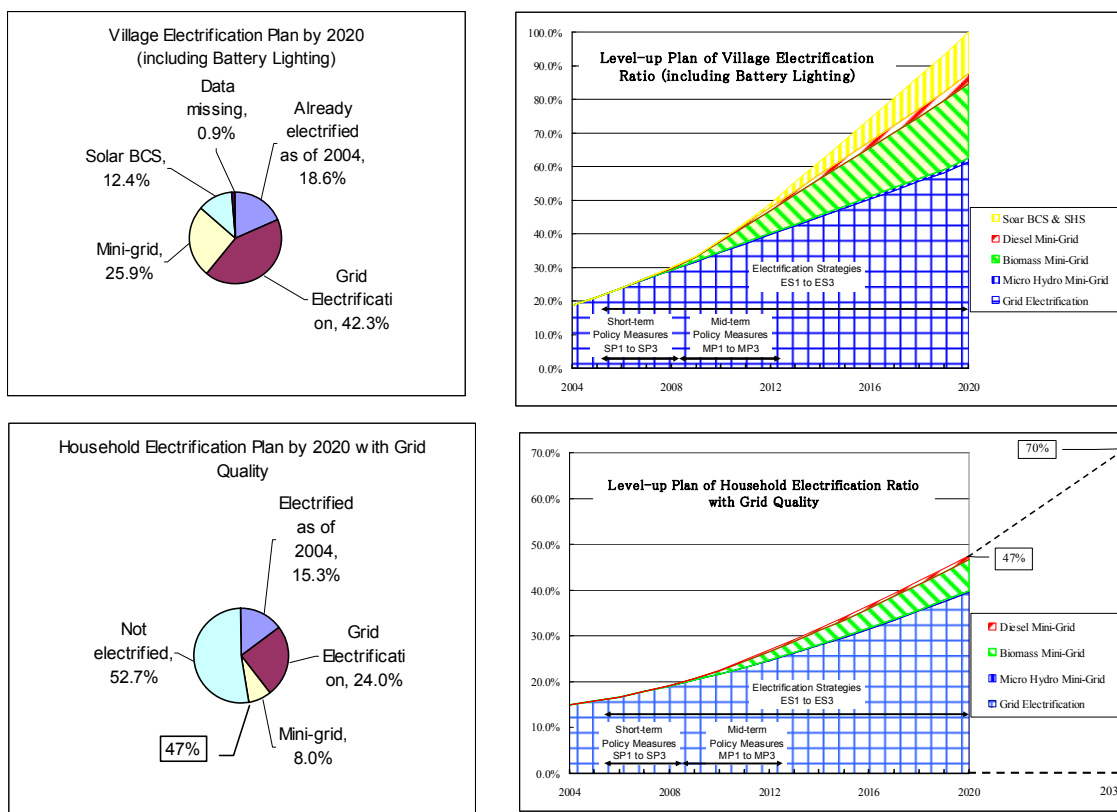 Village Electrification Plan by 2020
(including Battery Lighting)
Data
missing,
0.9%
Already
electrified
as of 2004,
18.6%
Solar BCS,
12.4%
Mini-grid,
25.9%
Grid
Electrificati
on, 42.3%
100.0%
90.0%
80.0%
70.0%
60.0%
50.0%
40.0%
30.0%
20.0%
10.0%
0.0%
Level-up Plan of Village Electrification
Ratio (including Battery Lighting)
Electrification Strategies
ES1 to ES3
Short-term
Policy Measures
SP1 to SP3
Mid-term
Policy Measures
MP1 to MP3
2004
2008
2012
2016
2020
Soar BCS & SHS
Diesel Mini-Grid
Biomass Mini-Grid
Micro Hydro Mini-Grid
Grid Electrification
Household Electrification Plan by 2020 with Grid
Quality
Electrified
as of
2004,
15.3%
Not
electrified,
52.7%
Grid
Electrificati
on, 24.0%
47%
Mini-grid,
8.0%
70.0%
60.0%
50.0%
40.0%
30.0%
20.0%
10.0%
0.0%
Level-up Plan of Household Electrification Ratio
with Grid Quality
70%
47%
Electrification Strategies
ES1 to ES3
Short-term
Policy Measures
SP1 to SP3
Mid-term
Policy Measures
MP1 to MP3
2004
2008
2012
2016
2020
Diesel Mini-Grid
Biomass Mini-Grid
Micro Hydro Mini-Grid
Grid Electrification